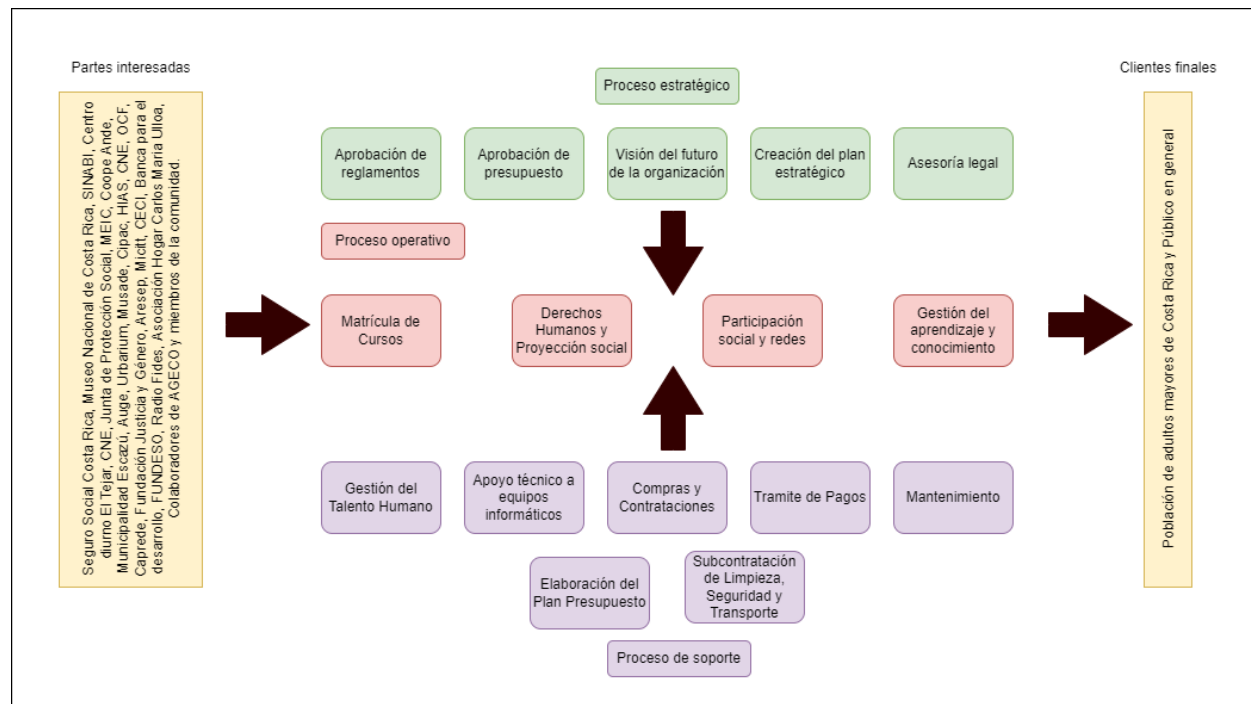 Partes interesadas
Clientes finales
Seguro Social Costa Rica, Museo Nacional de Costa Rica, SINABI, Centro
diurno El Tejar, CNE, Junta de Protección Social, MEIC, Coope Ande,
Municipalidad Escazú, Auge, Urbarium, Musade, Cipac, HIAS, CNE, OCF,
Caprede, Fundación Justicia y Género, Aresep, Micitt, CECI, Banca para el
desarrollo, FUNDESO, Radio Fides, Asociación Hogar Carlos María Ulloa,
Colaboradores de AGECO y miembros de la comunidad.
Proceso estratégico
Aprobación de
reglamentos
Aprobación de
presupuesto
Visión del futuro
de la organización
Creación del plan
estratégico
Asesoría legal
Proceso operativo
Matrícula de
Cursos
Derechos
Humanos y
Proyección social
Participación
social y redes
Gestión del
aprendizaje y
conocimiento
Gestión del
Talento Humano
Apoyo técnico a
equipos
informáticos
Compras y
Contrataciones
Tramite de Pagos
Mantenimiento
Elaboración del
Plan Presupuesto
Subcontratación
de Limpieza,
Seguridad y
Transporte
Proceso de soporte
Población de adultos mayores de Costa Rica y Público en general